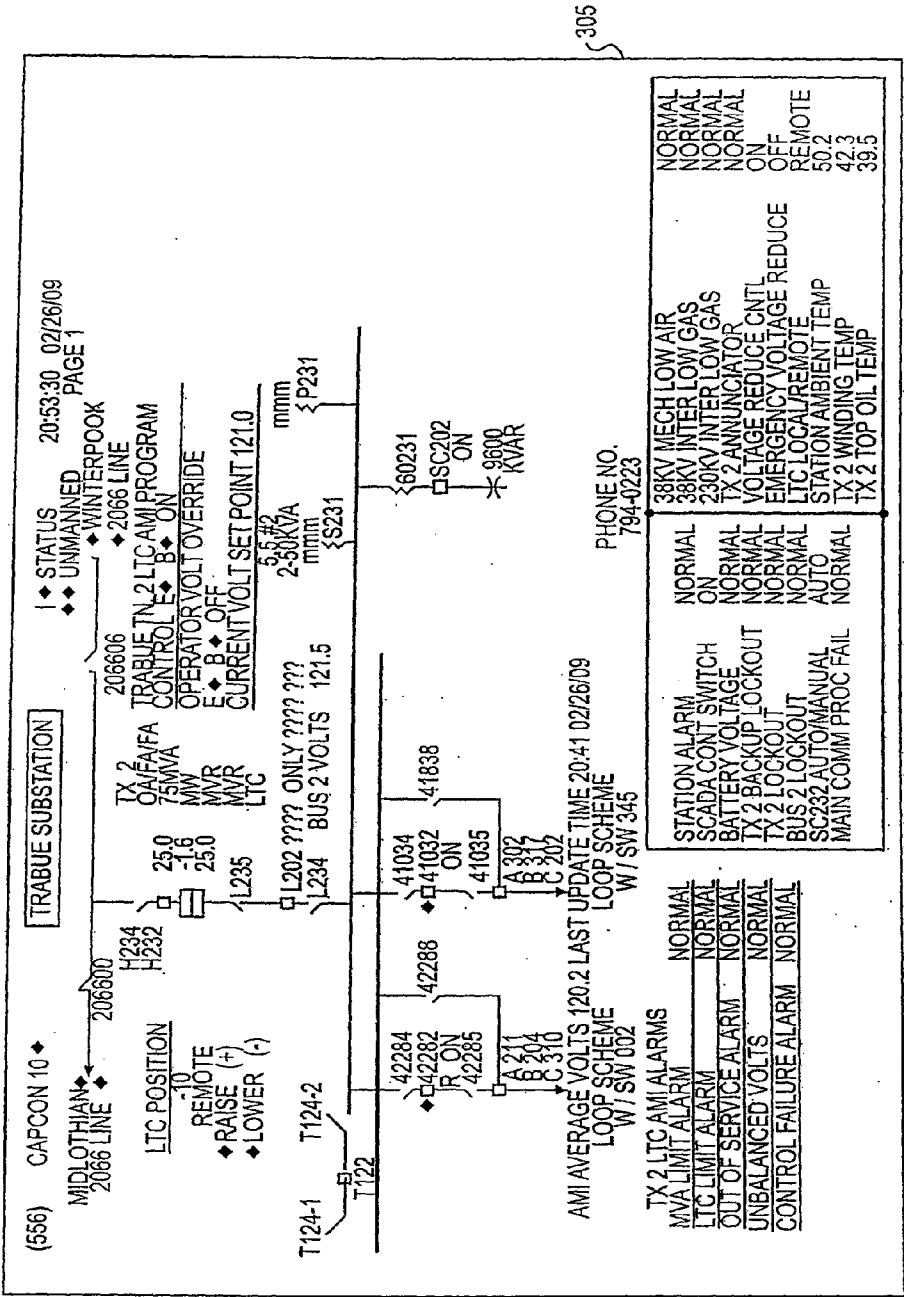 305
(556) CAPCON 10 ◆
TRABUE SUBSTATION
I ◆ STATUS 20:53:30 02/26/09
◆◆ UNMANNED PAGE 1
MIDLOTHIAN◆
2066 LINE ◆
206600
206606
◆ WINTERPOOK
◆ 2066 LINE
H234
H232
LTC POSITION
-10
REMOTE
◆ RAISE (+)
◆ LOWER (-)
25.0
-1.6
25.0
L235
TX 2
OA/FA/FA
75MVA
MW
MVR
MVR
LTC
TRABUE TN_2 LTC AMI PROGRAM
CONTROL E◆ B◆ ON
OPERATOR VOLT OVERRIDE
E◆ B◆ OFF
CURRENT VOLT SET POINT 121.0
L202 ???? ONLY ???? ???
L234
BUS 2 VOLTS 121.5
5.5 #2
2-50KVA
mmm
S231
mmm
P231
T124-1
T124-2
T122
42284
42282
R ON
42285
42288
41034
41032
ON
41035
41838
60231
SC202
ON
9600
KVAR
A 211
B 204
C 310
A 302
B 317
C 202
AMI AVERAGE VOLTS 120.2 LAST UPDATE TIME 20:41 02/26/09
LOOP SCHEME
W / SW 002
LOOP SCHEME
W / SW 345
PHONE NO.
794-0223
TX 2 LTC AMI ALARMS
MVA LIMIT ALARM NORMAL
LTC LIMIT ALARM NORMAL
OUT OF SERVICE ALARM NORMAL
UNBALANCED VOLTS NORMAL
CONTROL FAILURE ALARM NORMAL
STATION ALARM NORMAL
SCADA CONT SWITCH ON
BATTERY VOLTAGE NORMAL
TX 2 BACKUP LOCKOUT NORMAL
TX 2 LOCKOUT NORMAL
BUS 2 LOCKOUT NORMAL
SC232 AUTO/MANUAL AUTO
MAIN COMM PROC FAIL NORMAL
38KV MECH LOW AIR NORMAL
38KV INTER LOW GAS NORMAL
230KV INTER LOW GAS NORMAL
TX 2 ANNUNCIATOR NORMAL
VOLTAGE REDUCE CNTL ON
EMERGENCY VOLTAGE REDUCE OFF
LTC LOCAL/REMOTE REMOTE
STATION AMBIENT TEMP 50.2
TX 2 WINDING TEMP 42.3
TX 2 TOP OIL TEMP 39.5